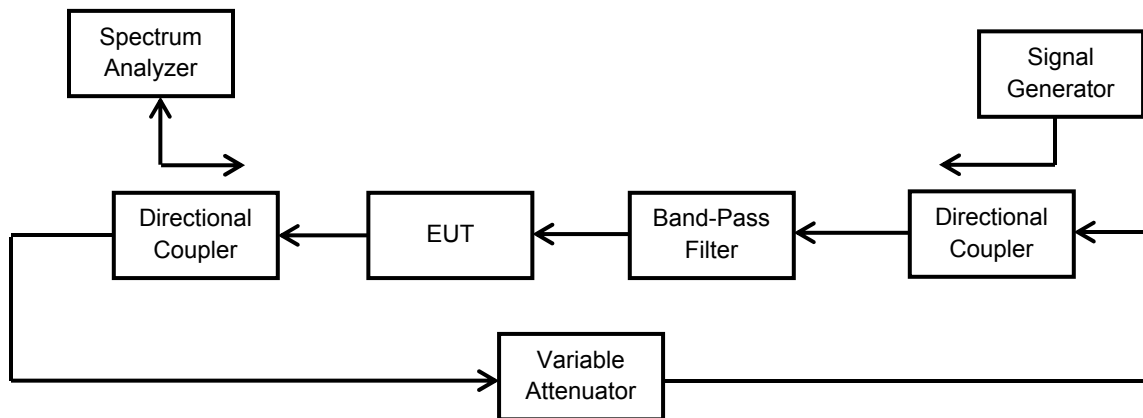 Spectrum
Analyzer
Signal
Generator
Directional
Coupler
EUT
Band-Pass
Filter
Directional
Coupler
Variable
Attenuator